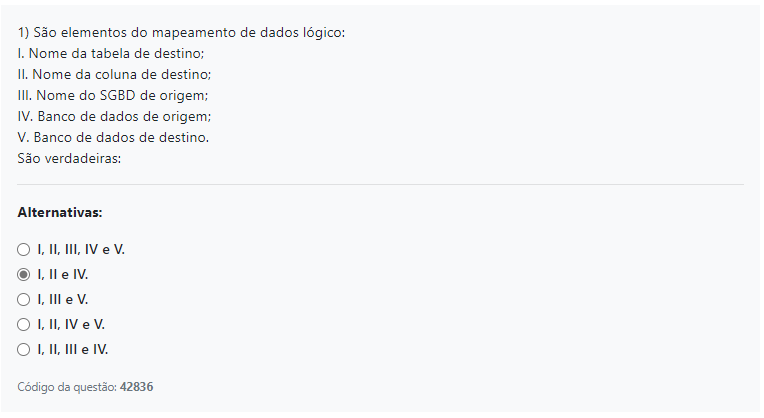 1) São elementos do mapeamento de dados lógico:
I. Nome da tabela de destino;
II. Nome da coluna de destino;
III. Nome do SGBD de origem;
IV. Banco de dados de origem;
V. Banco de dados de destino.
São verdadeiras:
Alternativas:
I, II, III, IV e V.
I, II e IV.
I, III e V.
I, II, IV e V.
I, II, III e IV.
Código da questão: 42836